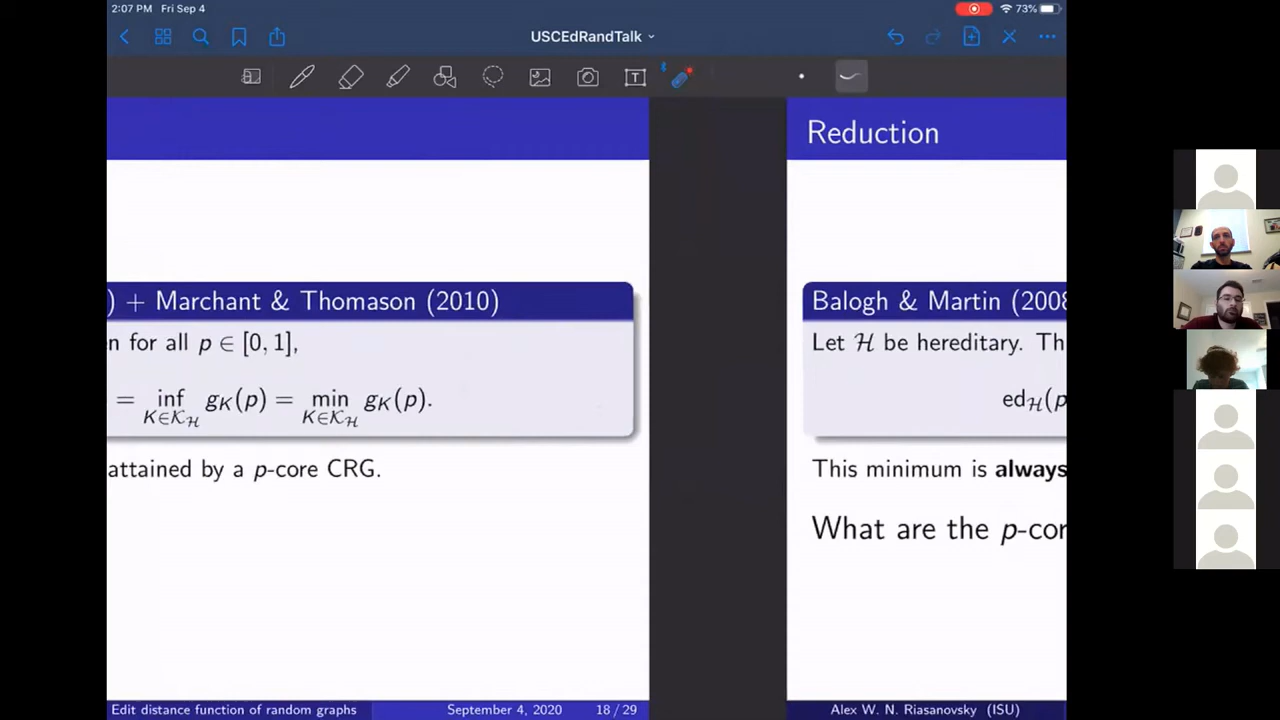 2:07 PM Fri Sep 4
73%
USCEdRandTalk
T
) + Marchant & Thomason (2010)
n for all p ∈ [0, 1],
= inf K∈𝒦_ℋ g_K(p) = min K∈𝒦_ℋ g_K(p).
attained by a p-core CRG.
Edit distance function of random graphs September 4, 2020 18 / 29
Reduction
Balogh & Martin (2008
Let ℋ be hereditary. Th
ed_ℋ(p
This minimum is always
What are the p-cor
Alex W. N. Riasanovsky (ISU)